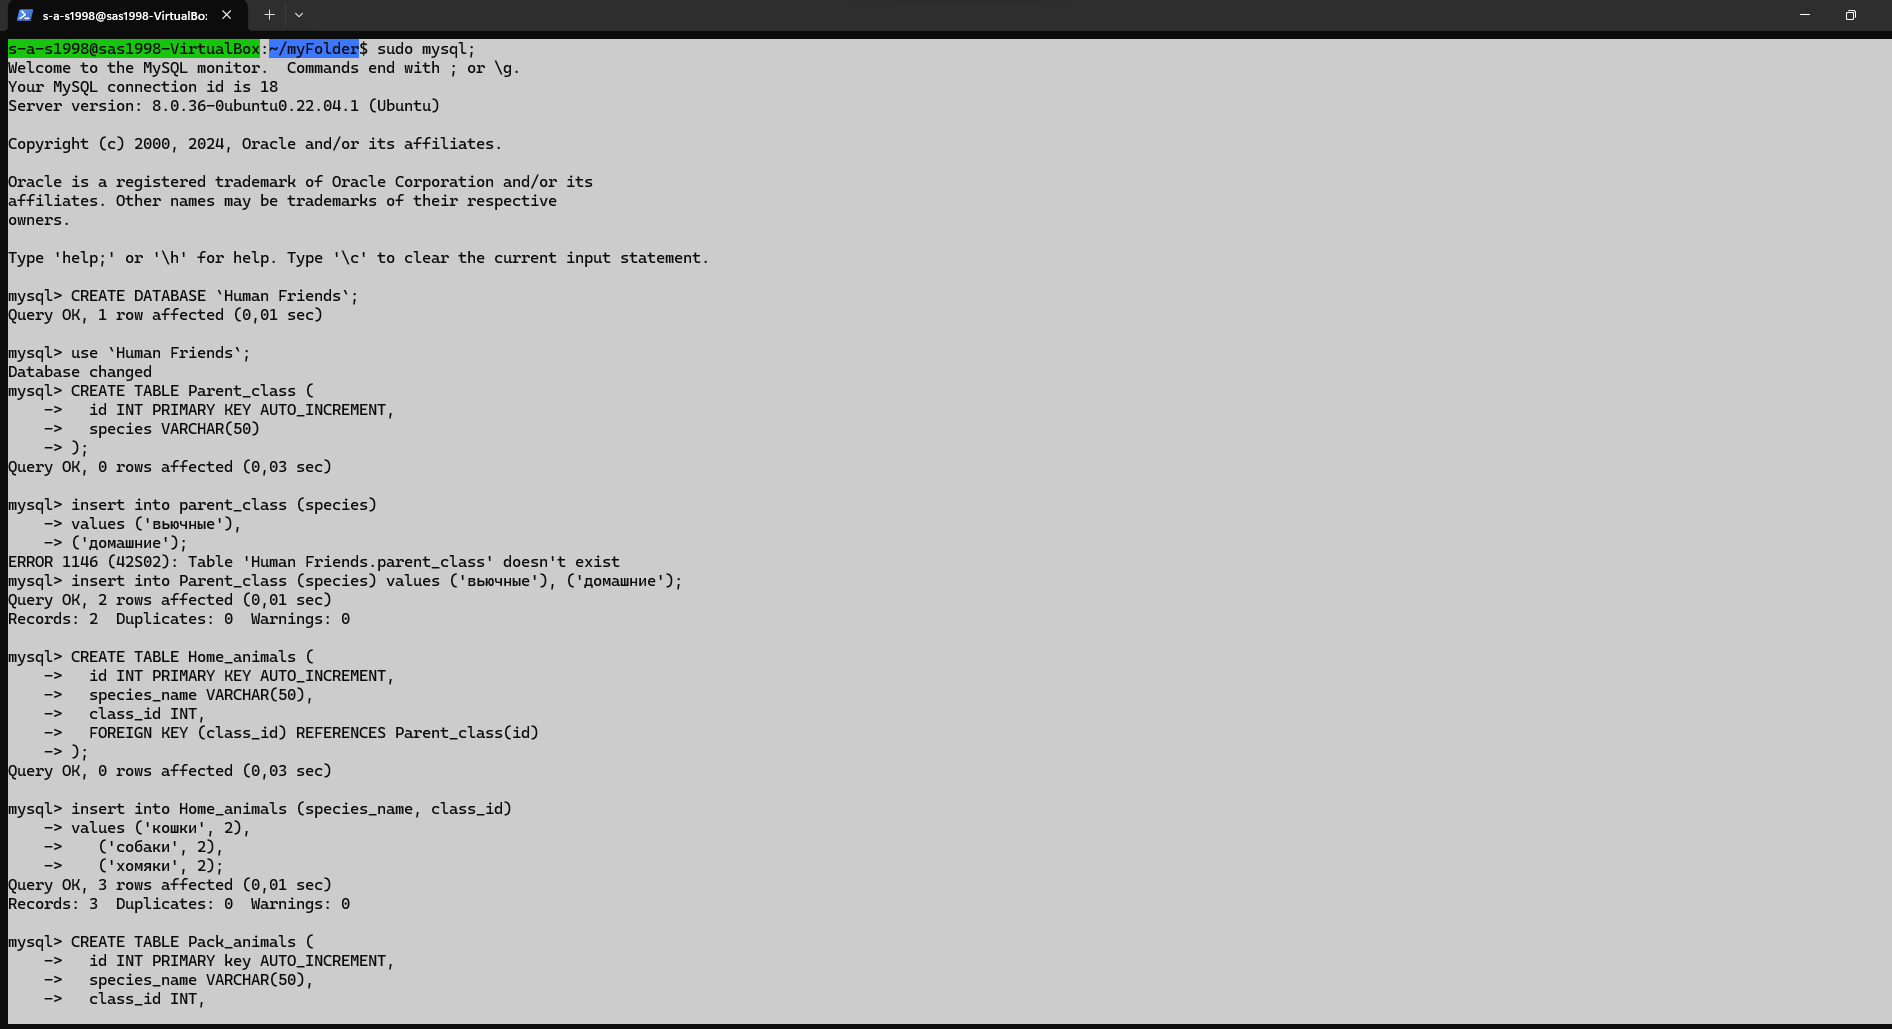 s-a-s1998@sas1998-VirtualBo:
s-a-s1998@sas1998-VirtualBox:~/myFolder$ sudo mysql;
Welcome to the MySQL monitor.  Commands end with ; or \g.
Your MySQL connection id is 18
Server version: 8.0.36-0ubuntu0.22.04.1 (Ubuntu)
Copyright (c) 2000, 2024, Oracle and/or its affiliates.
Oracle is a registered trademark of Oracle Corporation and/or its
affiliates. Other names may be trademarks of their respective
owners.
Type 'help;' or '\h' for help. Type '\c' to clear the current input statement.
mysql> CREATE DATABASE `Human Friends`;
Query OK, 1 row affected (0,01 sec)
mysql> use `Human Friends`;
Database changed
mysql> CREATE TABLE Parent_class (
    ->   id INT PRIMARY KEY AUTO_INCREMENT,
    ->   species VARCHAR(50)
    -> );
Query OK, 0 rows affected (0,03 sec)
mysql> insert into parent_class (species)
    -> values ('вьючные'),
    -> ('домашние');
ERROR 1146 (42S02): Table 'Human Friends.parent_class' doesn't exist
mysql> insert into Parent_class (species) values ('вьючные'), ('домашние');
Query OK, 2 rows affected (0,01 sec)
Records: 2  Duplicates: 0  Warnings: 0
mysql> CREATE TABLE Home_animals (
    ->   id INT PRIMARY KEY AUTO_INCREMENT,
    ->   species_name VARCHAR(50),
    ->   class_id INT,
    ->   FOREIGN KEY (class_id) REFERENCES Parent_class(id)
    -> );
Query OK, 0 rows affected (0,03 sec)
mysql> insert into Home_animals (species_name, class_id)
    -> values ('кошки', 2),
    ->    ('собаки', 2),
    ->    ('хомяки', 2);
Query OK, 3 rows affected (0,01 sec)
Records: 3  Duplicates: 0  Warnings: 0
mysql> CREATE TABLE Pack_animals (
    ->   id INT PRIMARY key AUTO_INCREMENT,
    ->   species_name VARCHAR(50),
    ->   class_id INT,